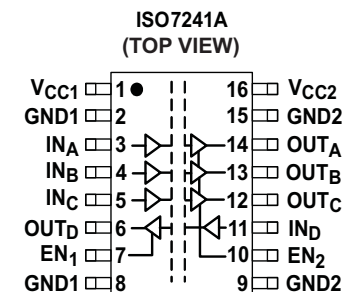 ISO7241A
(TOP VIEW)
VCC1 1 16 VCC2
GND1 2 15 GND2
INA 3 14 OUTA
INB 4 13 OUTB
INC 5 12 OUTC
OUTD 6 11 IND
EN1 7 10 EN2
GND1 8 9 GND2